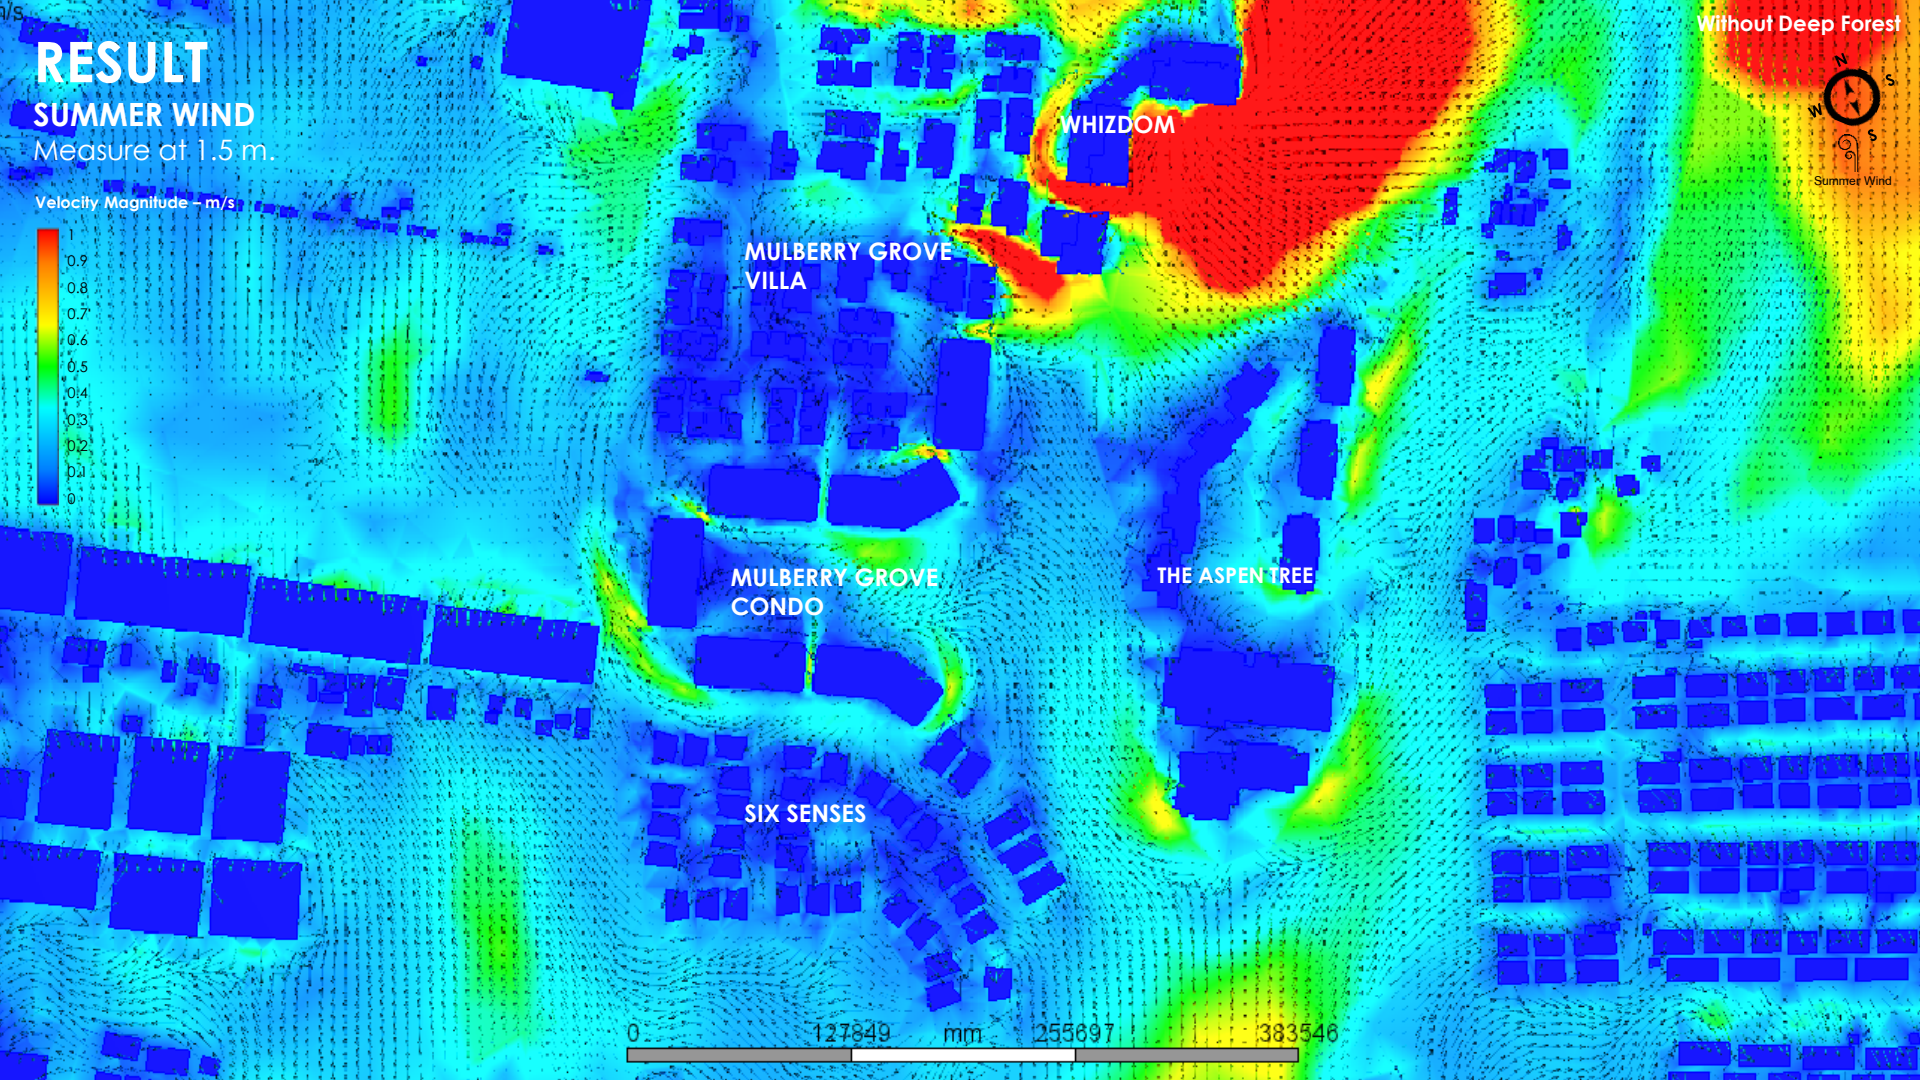 /s
RESULT
SUMMER WIND
Measure at 1.5 m.
Velocity Magnitude – m/s
1
0.9
0.8
0.7
0.6
0.5
0.4
0.3
0.2
0.1
0
Without Deep Forest
N
S
W
S
Summer Wind
WHIZDOM
MULBERRY GROVE
VILLA
MULBERRY GROVE
CONDO
THE ASPEN TREE
SIX SENSES
0 127849 mm 255697 383546